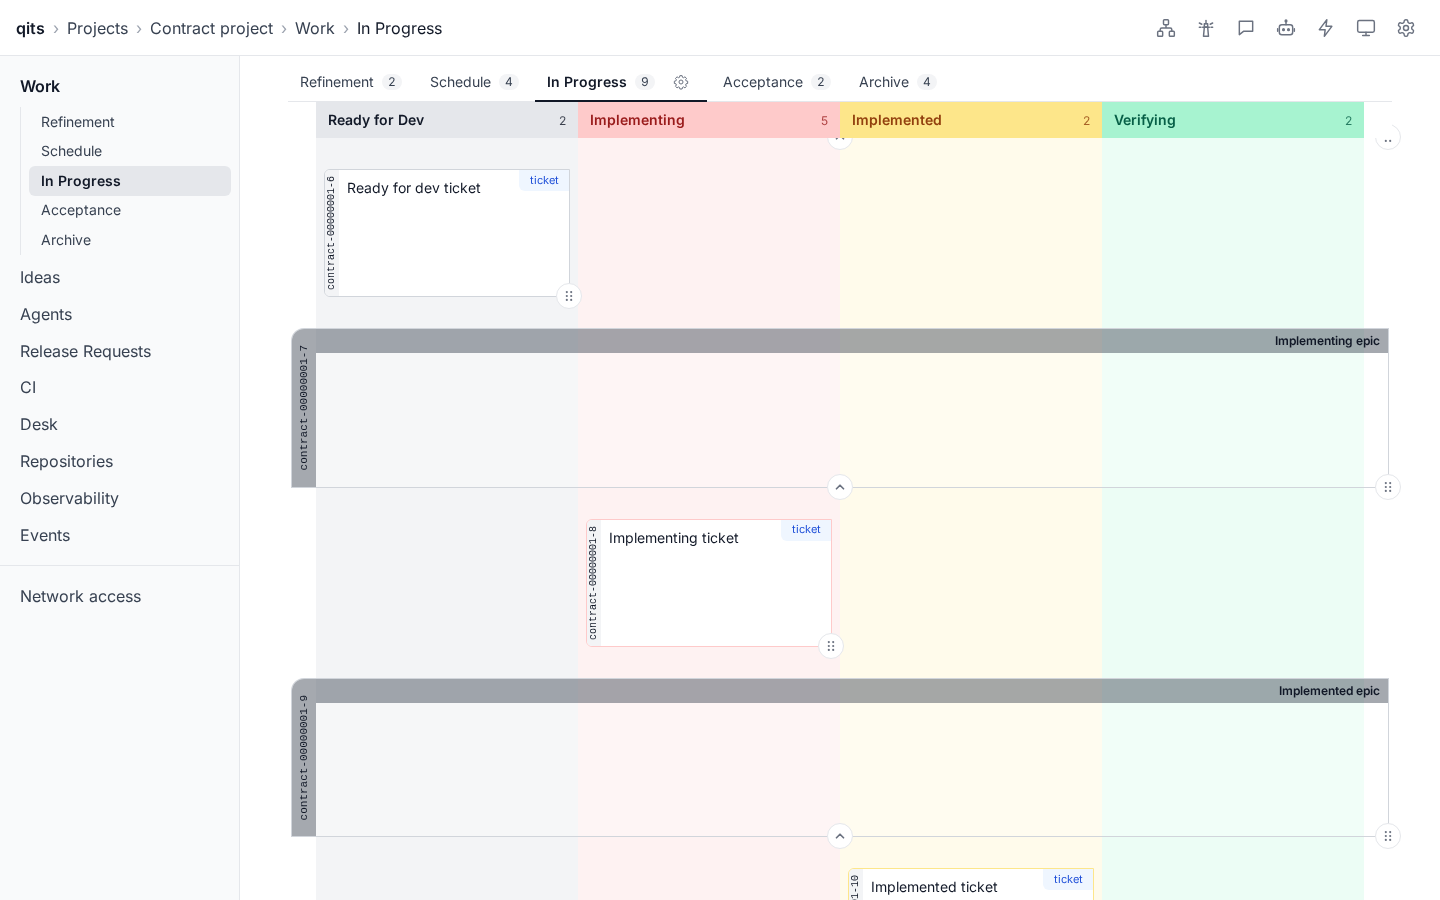 qits › Projects › Contract project › Work › In Progress
Work
Refinement
Schedule
In Progress
Acceptance
Archive
Ideas
Agents
Release Requests
CI
Desk
Repositories
Observability
Events
Network access
Refinement 2
Schedule 4
In Progress 9
Acceptance 2
Archive 4
Ready for Dev 2
Implementing 5
Implemented 2
Verifying 2
contract-00000001-6
Ready for dev ticket
ticket
contract-00000001-7
Implementing epic
contract-00000001-8
Implementing ticket
ticket
contract-00000001-9
Implemented epic
1-10
Implemented ticket
ticket